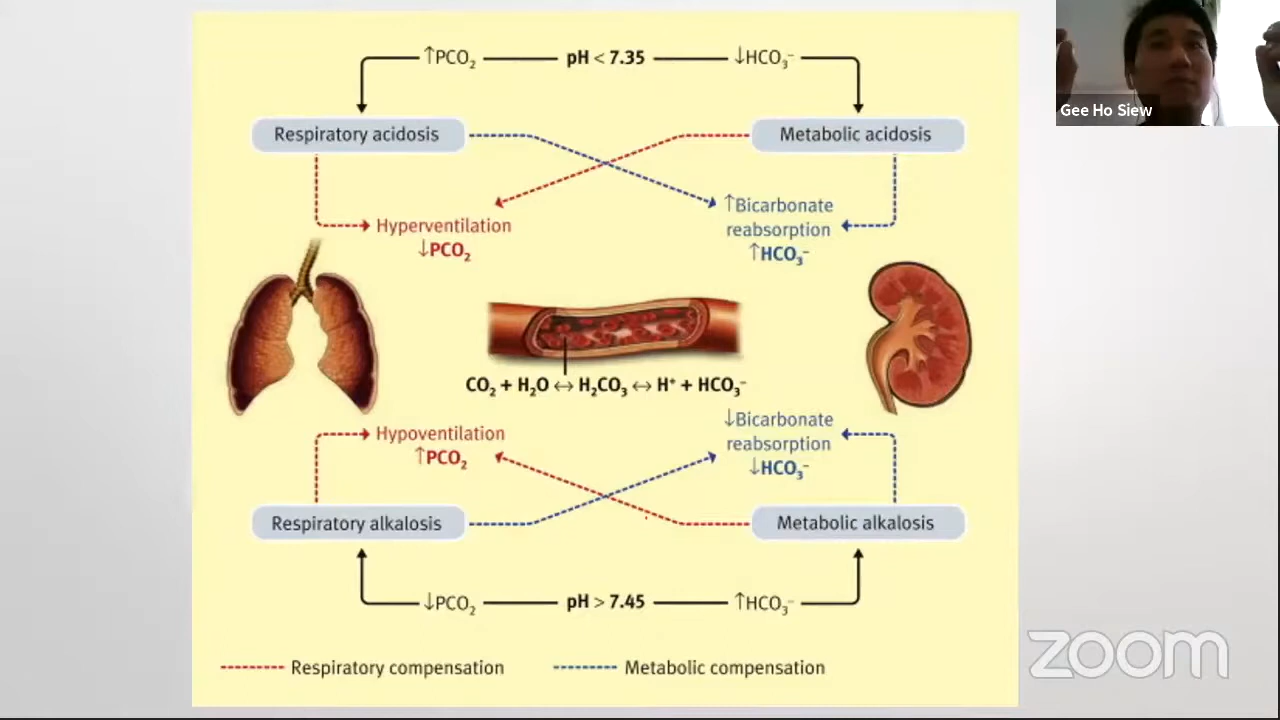 ↑PCO₂ pH < 7.35 ↓HCO₃⁻
Gee Ho Siew
Respiratory acidosis Metabolic acidosis
↑Bicarbonate
reabsorption
↑HCO₃⁻
Hyperventilation
↓PCO₂
CO₂ + H₂O ↔ H₂CO₃ ↔ H⁺ + HCO₃⁻
Hypoventilation
↑PCO₂
↓Bicarbonate
reabsorption
↓HCO₃⁻
Respiratory alkalosis Metabolic alkalosis
↓PCO₂ pH > 7.45 ↑HCO₃⁻
Respiratory compensation Metabolic compensation
zoom